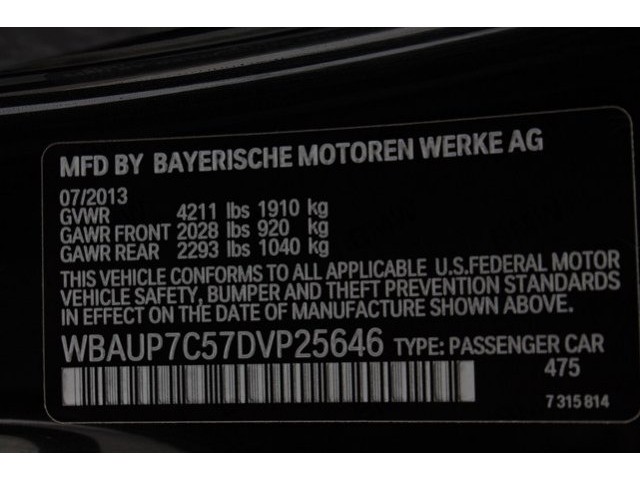 MFD BY BAYERISCHE MOTOREN WERKE AG
07/2013
GVWR 4211 lbs 1910 kg
GAWR FRONT 2028 lbs 920 kg
GAWR REAR 2293 lbs 1040 kg
THIS VEHICLE CONFORMS TO ALL APPLICABLE U.S.FEDERAL MOTOR
VEHICLE SAFETY, BUMPER AND THEFT PREVENTION STANDARDS
IN EFFECT ON THE DATE OF MANUFACTURE SHOWN ABOVE.
WBAUP7C57DVP25646 TYPE: PASSENGER CAR
475
7 315 814